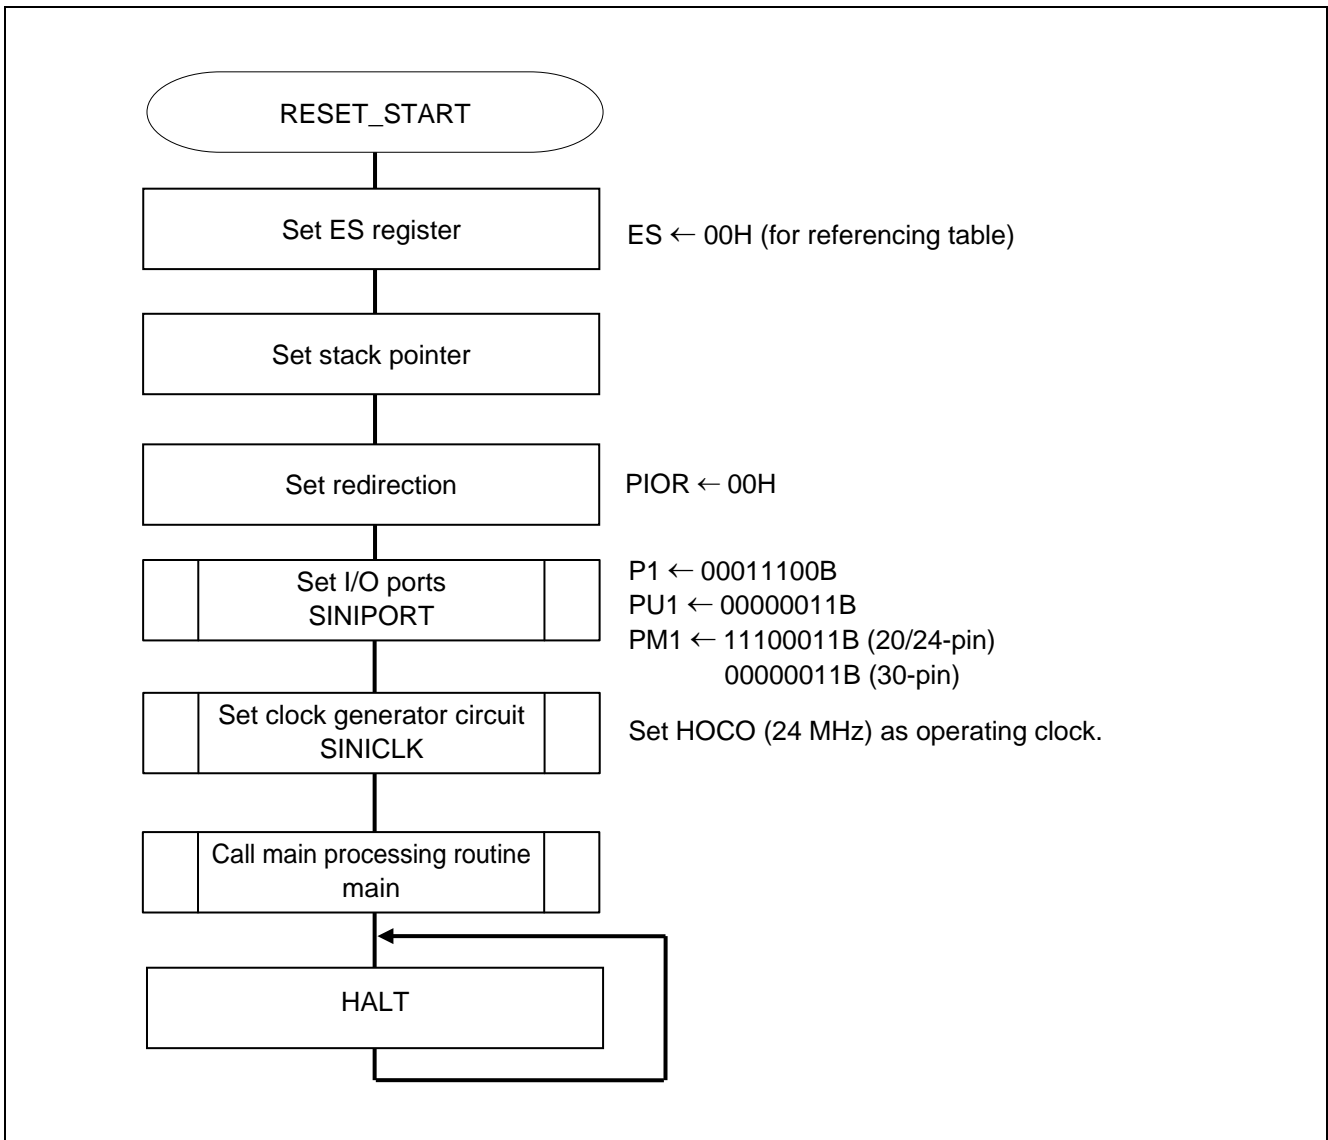 RESET_START
Set ES register
ES ← 00H (for referencing table)
Set stack pointer
Set redirection
PIOR ← 00H
Set I/O ports
SINIPORT
P1 ← 00011100B
PU1 ← 00000011B
PM1 ← 11100011B (20/24-pin)
00000011B (30-pin)
Set clock generator circuit
SINICLK
Set HOCO (24 MHz) as operating clock.
Call main processing routine
main
HALT